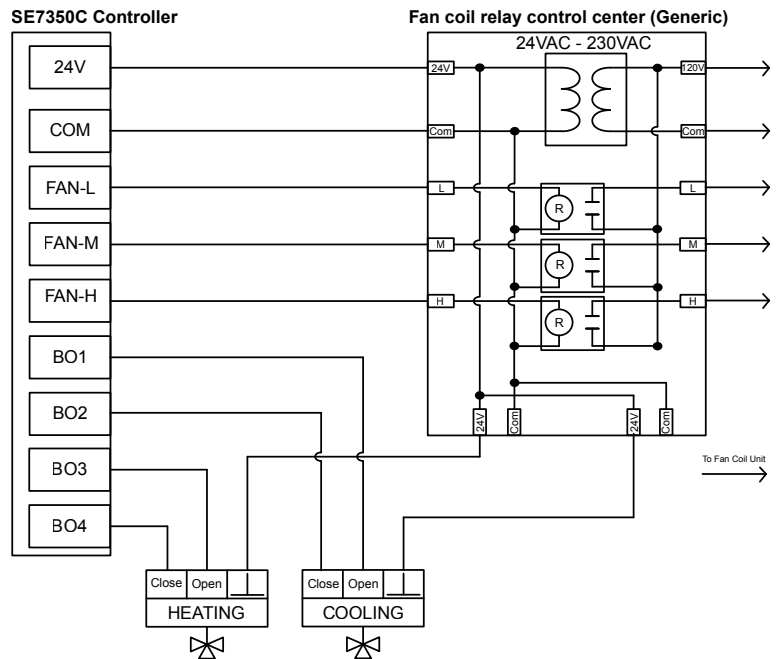 SE7350C Controller
Fan coil relay control center (Generic)
24VAC - 230VAC
24V
24V
120V
COM
Com
Com
FAN-L
L
L
R
FAN-M
M
M
R
FAN-H
H
H
R
BO1
BO2
24V
Com
24V
Com
BO3
To Fan Coil Unit
BO4
Close
Open
Close
Open
HEATING
COOLING